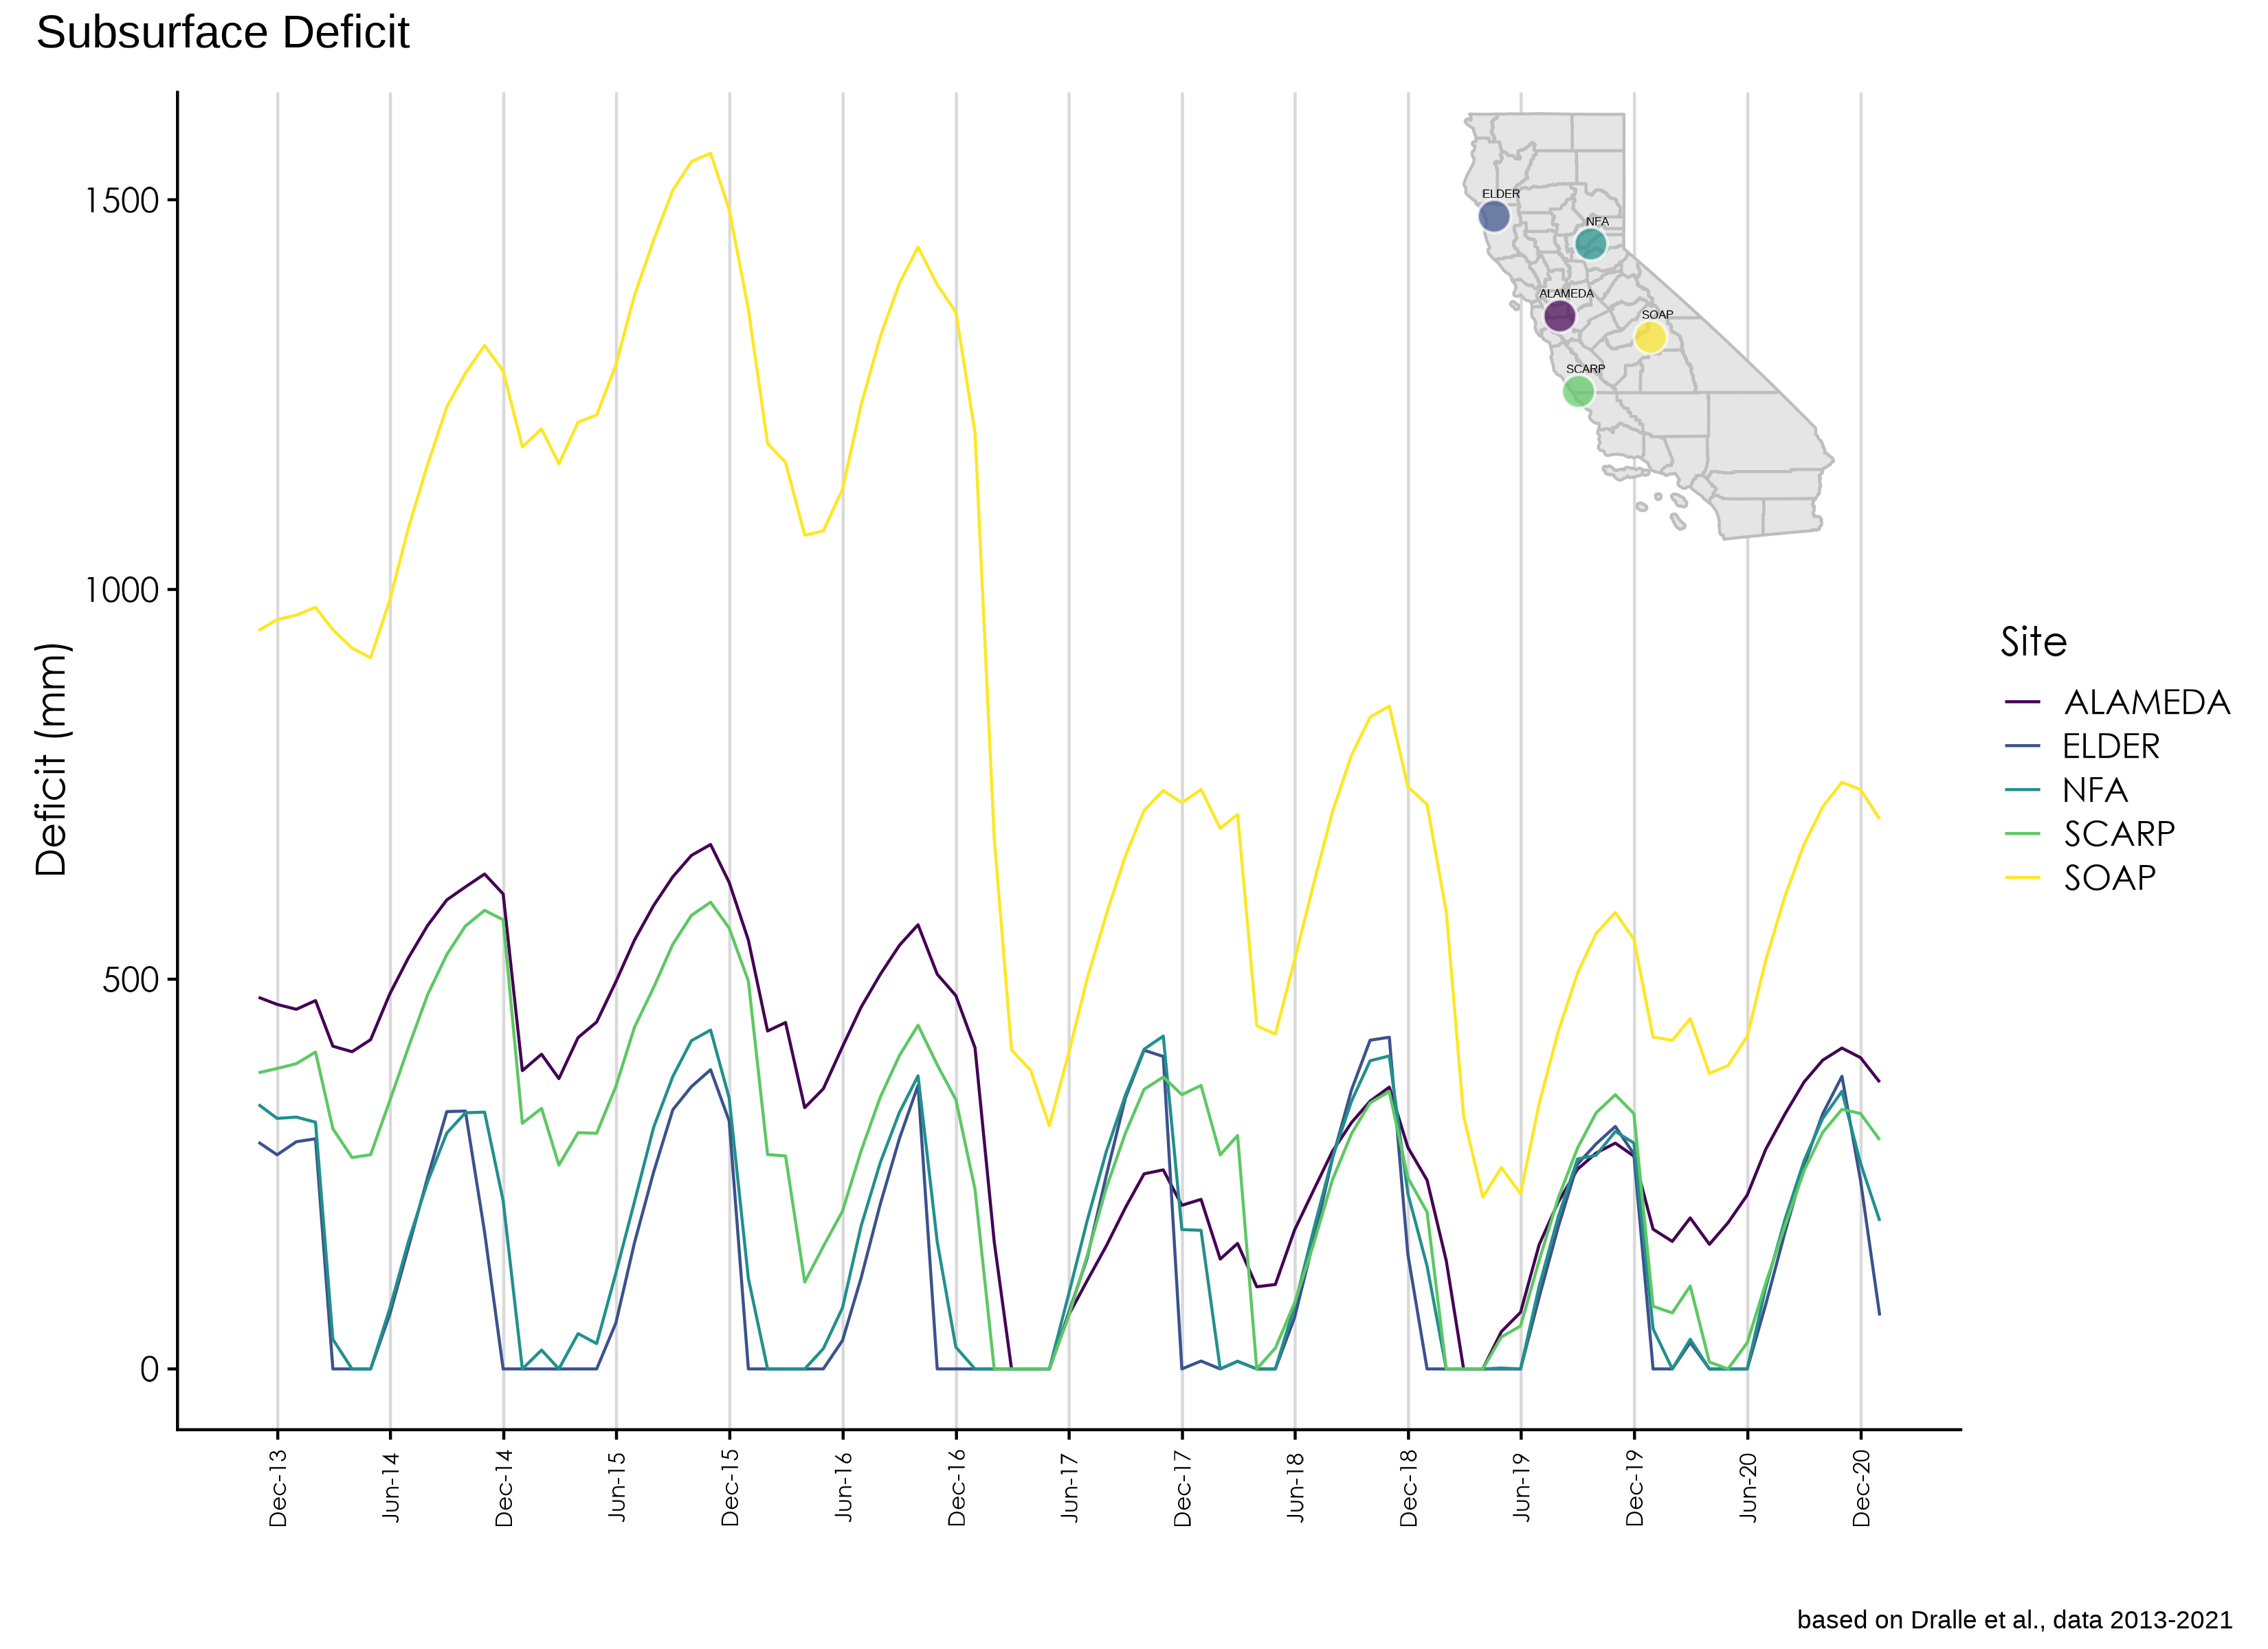 Subsurface Deficit
1500
1000
500
0
Deficit (mm)
ELDER
NFA
ALAMEDA
SOAP
SCARP
Site
ALAMEDA
ELDER
NFA
SCARP
SOAP
Dec-13
Jun-14
Dec-14
Jun-15
Dec-15
Jun-16
Dec-16
Jun-17
Dec-17
Jun-18
Dec-18
Jun-19
Dec-19
Jun-20
Dec-20
based on Dralle et al., data 2013-2021